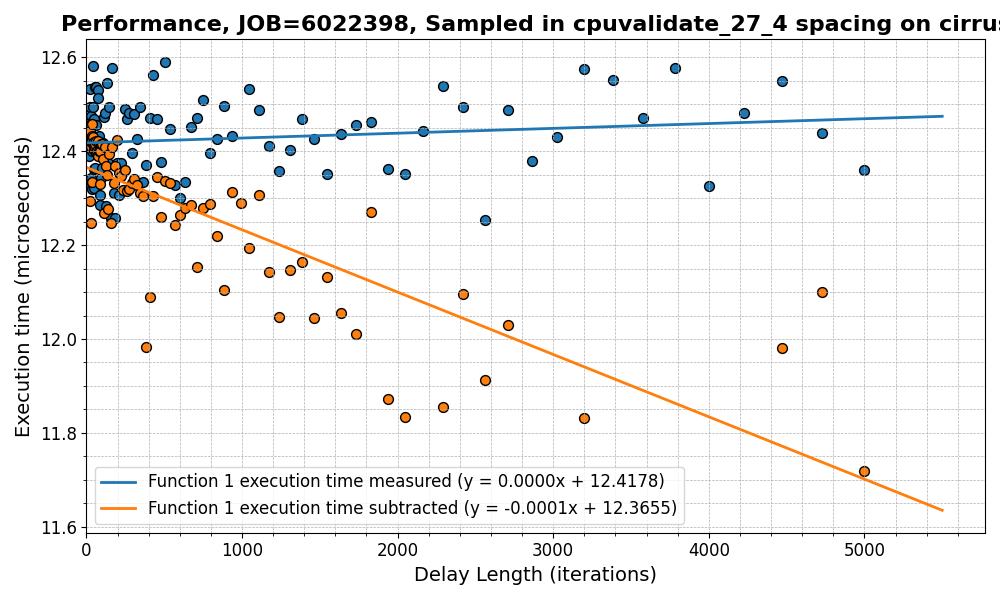 Performance, JOB=6022398, Sampled in cpuvalidate_27_4 spacing on
Execution time (microseconds)
12.6
12.4
12.2
12.0
11.8
11.6
Function 1 execution time measured (y = 0.0000x + 12.4178)
Function 1 execution time subtracted (y = -0.0001x + 12.3655)
0 1000 2000 3000 4000 5000
Delay Length (iterations)